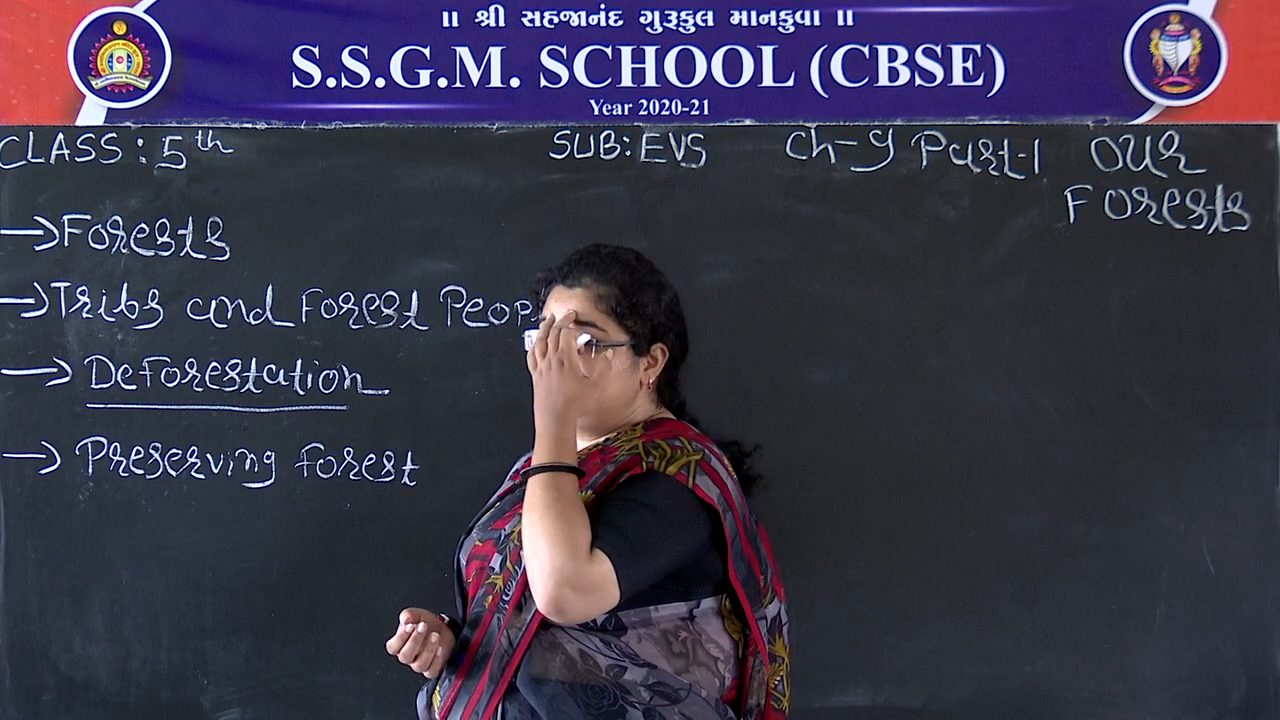 ॥ શ્રી સહજાનંદ ગુરૂકુલ માનકુવા ॥
S.S.G.M. SCHOOL (CBSE)
Year 2020-21
CLASS: 5th SUB: EVS Ch-9 Part-1 OUR
Forests
→ Forests
→ Tribs and Forest Peop
→ Deforestation
→ Preserving forest